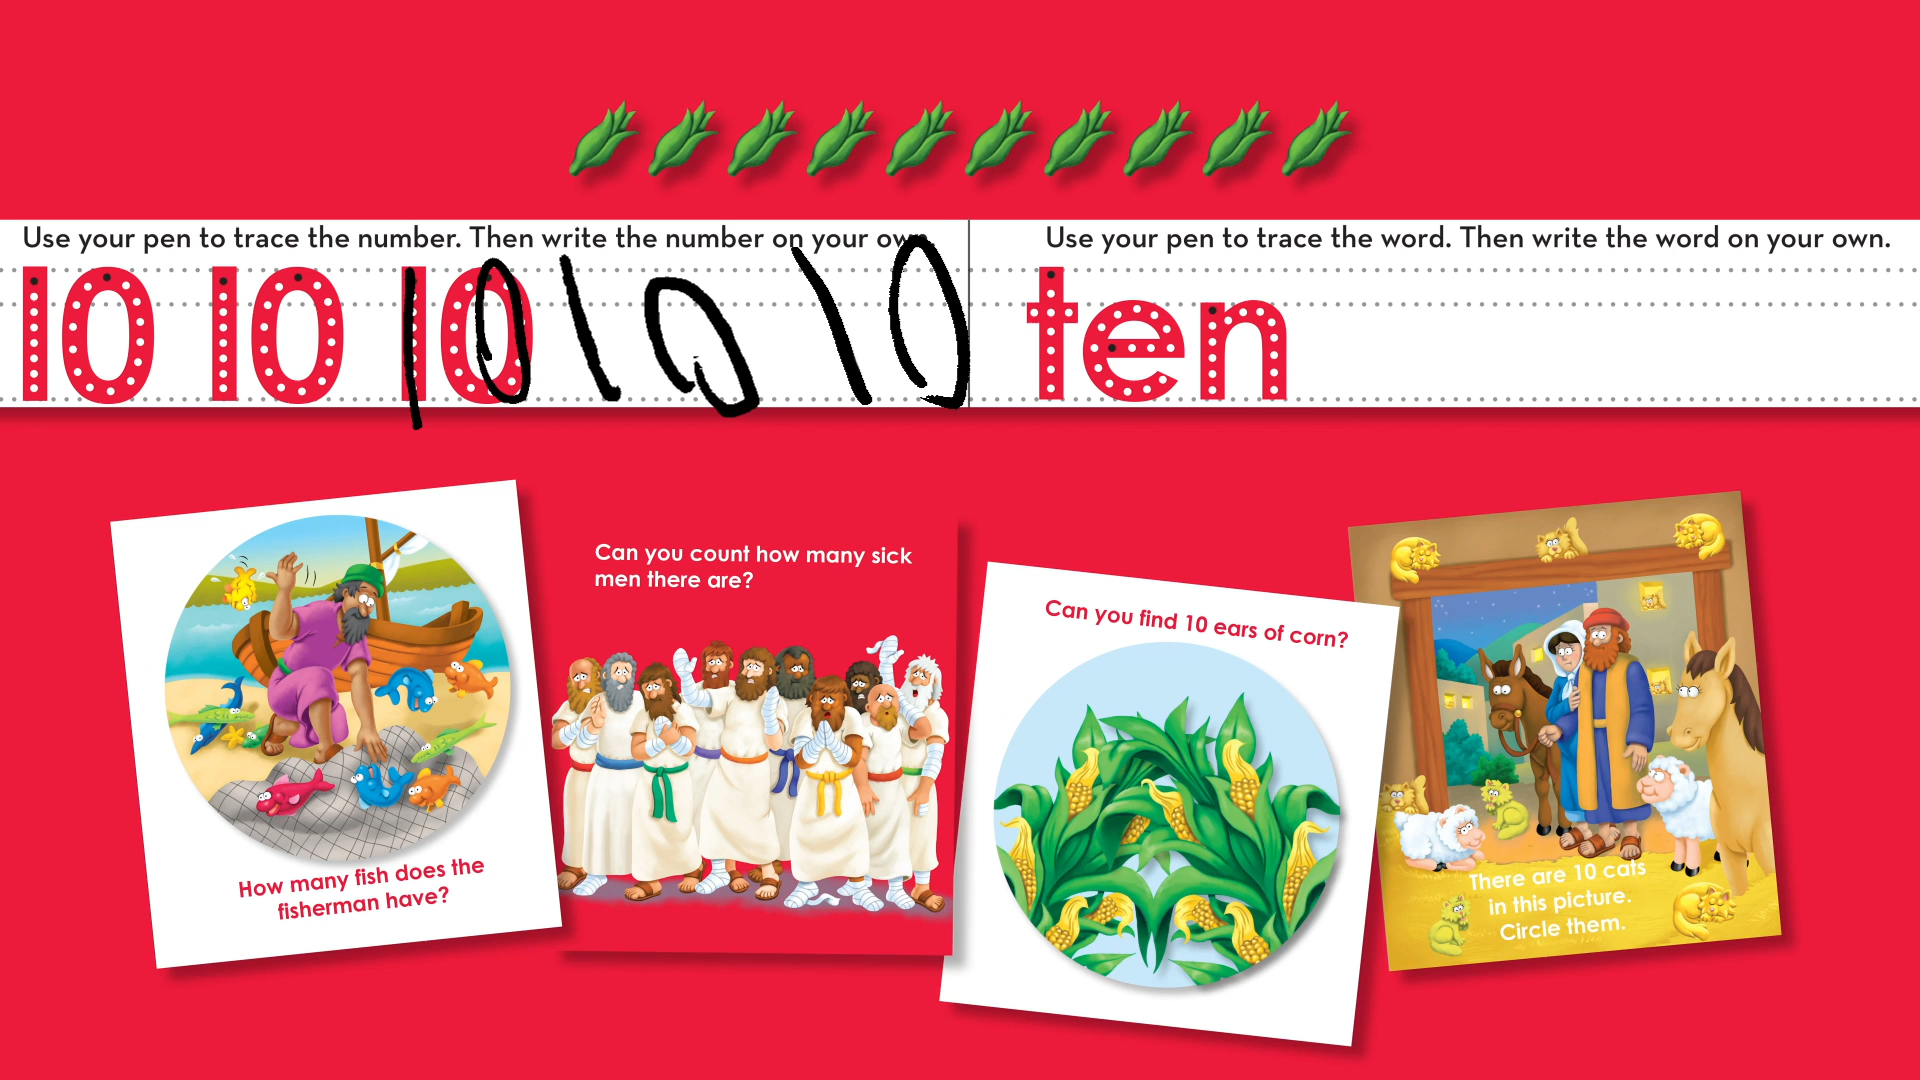 Use your pen to trace the number. Then write the number on your own.
10 10 10 10 10
Use your pen to trace the word. Then write the word on your own.
ten
How many fish does the
fisherman have?
Can you count how many sick
men there are?
Can you find 10 ears of corn?
There are 10 cats
in this picture.
Circle them.